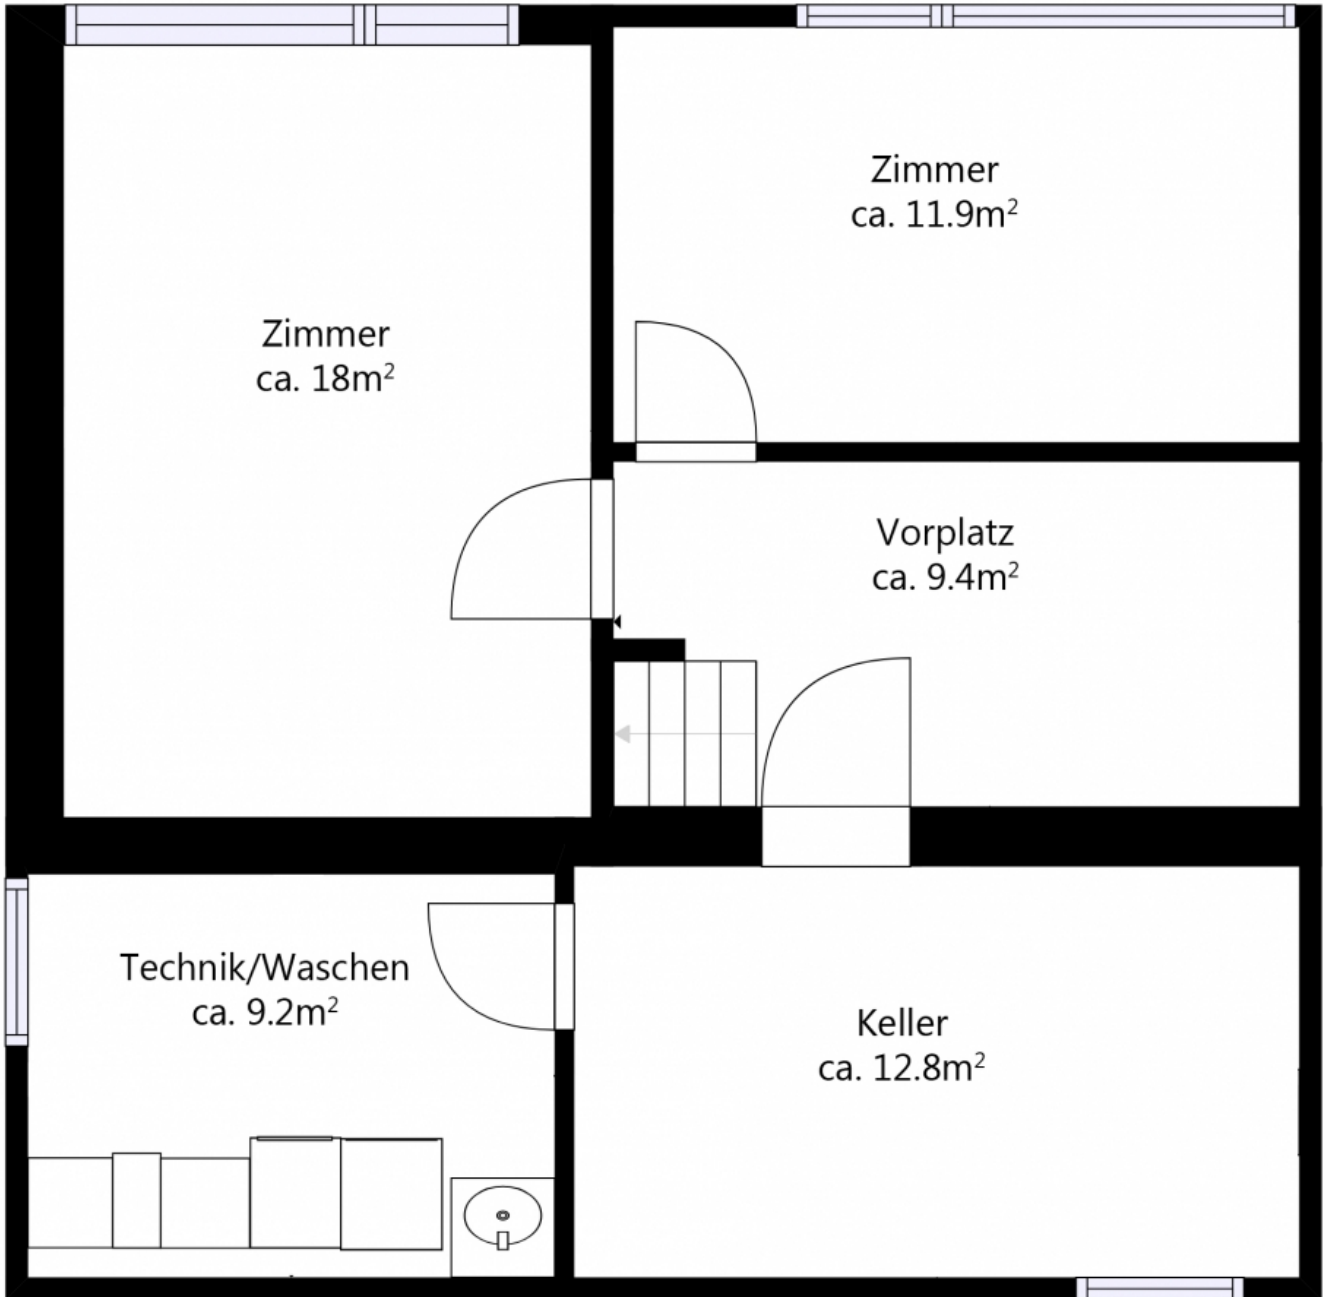 Zimmer
ca. 11.9m²
Zimmer
ca. 18m²
Vorplatz
ca. 9.4m²
Technik/Waschen
ca. 9.2m²
Keller
ca. 12.8m²